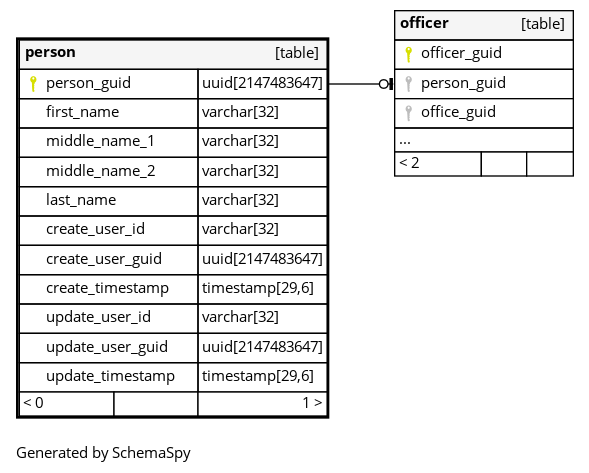 person [table]
person_guid uuid[2147483647]
first_name varchar[32]
middle_name_1 varchar[32]
middle_name_2 varchar[32]
last_name varchar[32]
create_user_id varchar[32]
create_user_guid uuid[2147483647]
create_timestamp timestamp[29,6]
update_user_id varchar[32]
update_user_guid uuid[2147483647]
update_timestamp timestamp[29,6]
< 0 1 >
officer [table]
officer_guid
person_guid
office_guid
...
< 2
Generated by SchemaSpy